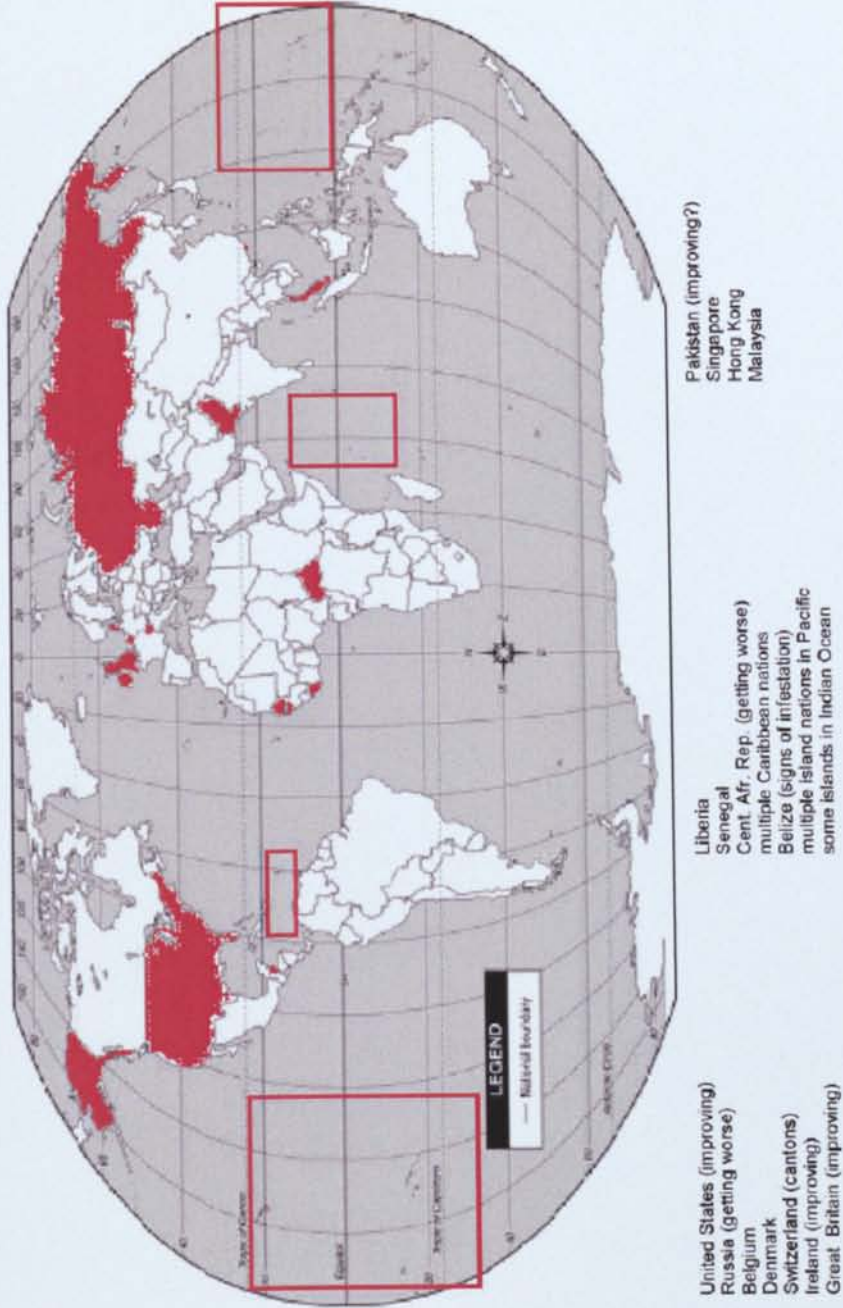 LEGEND
National boundary
Tropic of Cancer
Equator
Tropic of Capricorn
Antarctic Circle
United States (improving)
Russia (getting worse)
Belgium
Denmark
Switzerland (cantons)
Ireland (improving)
Great Britain (improving)
Liberia
Senegal
Cent. Afr. Rep. (getting worse)
multiple Caribbean nations
Belize (signs of infestation)
multiple island nations in Pacific
some islands in Indian Ocean
Pakistan (improving?)
Singapore
Hong Kong
Malaysia